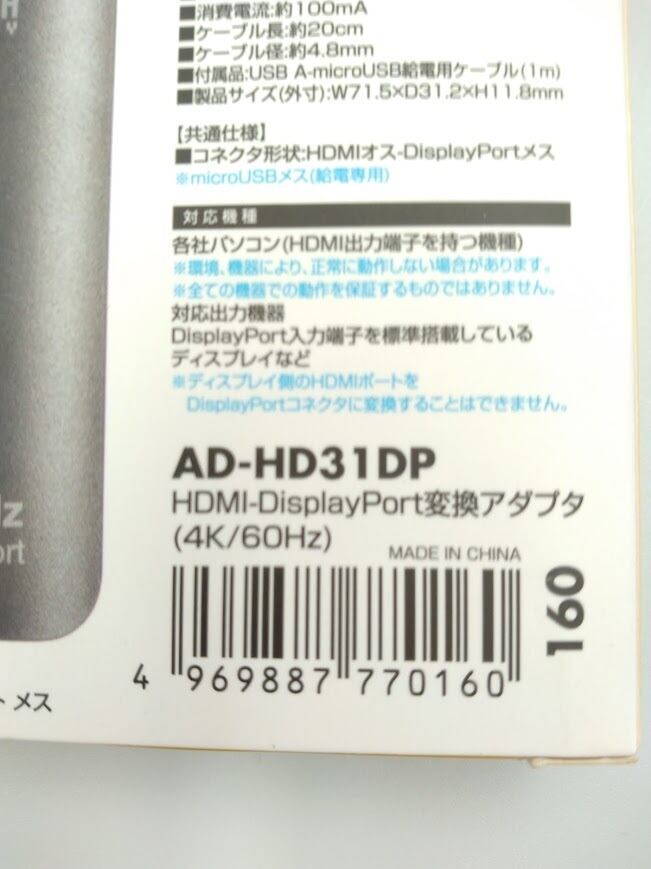 ■消費電流:約100mA
■ケーブル長:約20cm
■ケーブル径:約4.8mm
■付属品:USB A-microUSB給電用ケーブル(1m)
■製品サイズ(外寸):W71.5×D31.2×H11.8mm
【共通仕様】
■コネクタ形状:HDMIオス-DisplayPortメス
※microUSBメス(給電専用)
対応機種
各社パソコン(HDMI出力端子を持つ機種)
※環境、機器により、正常に動作しない場合があります。
※全ての機器での動作を保証するものではありません。
対応出力機器
DisplayPort入力端子を標準搭載している
ディスプレイなど
※ディスプレイ側のHDMIポートを
DisplayPortコネクタに変換することはできません。
AD-HD31DP
HDMI-DisplayPort変換アダプタ
(4K/60Hz)
MADE IN CHINA
160
4 969887 770160
Hz
ort
ト メス